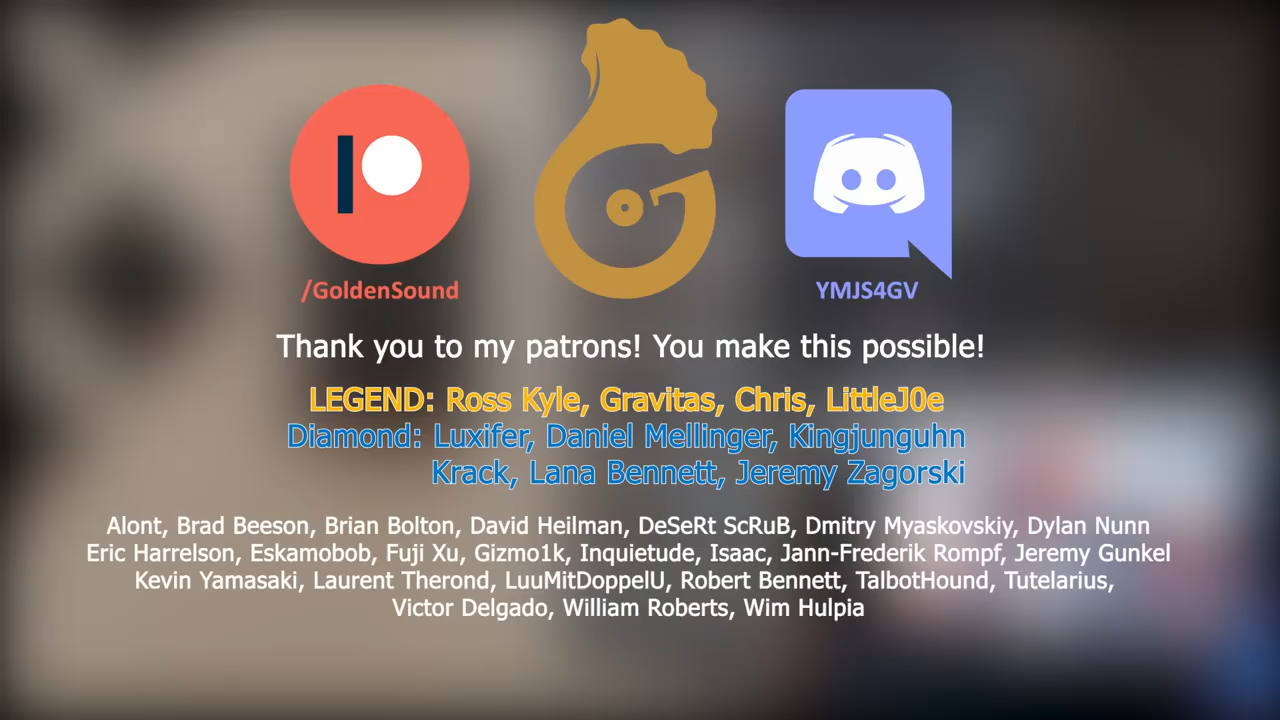 /GoldenSound
YMJS4GV
Thank you to my patrons! You make this possible!
LEGEND: Ross Kyle, Gravitas, Chris, LittleJ0e
Diamond: Luxifer, Daniel Mellinger, Kingjunguhn
Krack, Lana Bennett, Jeremy Zagorski
Alont, Brad Beeson, Brian Bolton, David Heilman, DeSeRt ScRuB, Dmitry Myaskovskiy, Dylan Nunn
Eric Harrelson, Eskamobob, Fuji Xu, Gizmo1k, Inquietude, Isaac, Jann-Frederik Rompf, Jeremy Gunkel
Kevin Yamasaki, Laurent Therond, LuuMitDoppelU, Robert Bennett, TalbotHound, Tutelarius,
Victor Delgado, William Roberts, Wim Hulpia